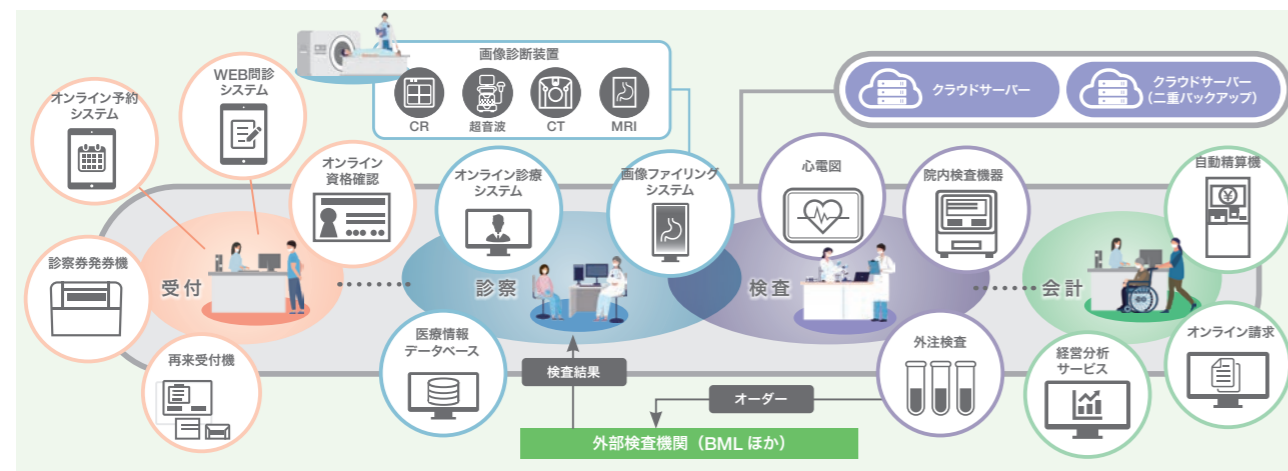 画像診断装置
CR
超音波
CT
MRI
クラウドサーバー
クラウドサーバー
(二重バックアップ)
オンライン予約
システム
WEB問診
システム
オンライン
資格確認
診察券発券機
再来受付機
受付
オンライン診療
システム
画像ファイリング
システム
診察
医療情報
データベース
心電図
院内検査機器
検査
外注検査
自動精算機
会計
経営分析
サービス
オンライン請求
検査結果
オーダー
外部検査機関(BML ほか)